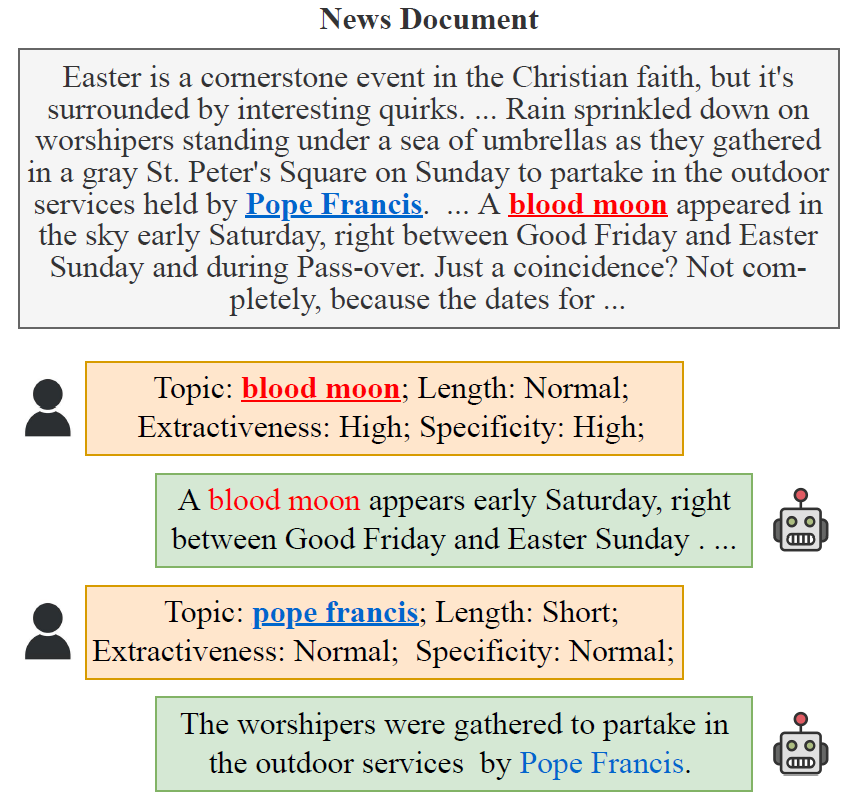 News Document
Easter is a cornerstone event in the Christian faith, but it's
surrounded by interesting quirks. ... Rain sprinkled down on
worshipers standing under a sea of umbrellas as they gathered
in a gray St. Peter's Square on Sunday to partake in the outdoor
services held by Pope Francis. ... A blood moon appeared in
the sky early Saturday, right between Good Friday and Easter
Sunday and during Pass-over. Just a coincidence? Not com-
pletely, because the dates for ...
Topic: blood moon; Length: Normal;
Extractiveness: High; Specificity: High;
A blood moon appears early Saturday, right
between Good Friday and Easter Sunday . ...
Topic: pope francis; Length: Short;
Extractiveness: Normal; Specificity: Normal;
The worshipers were gathered to partake in
the outdoor services by Pope Francis.